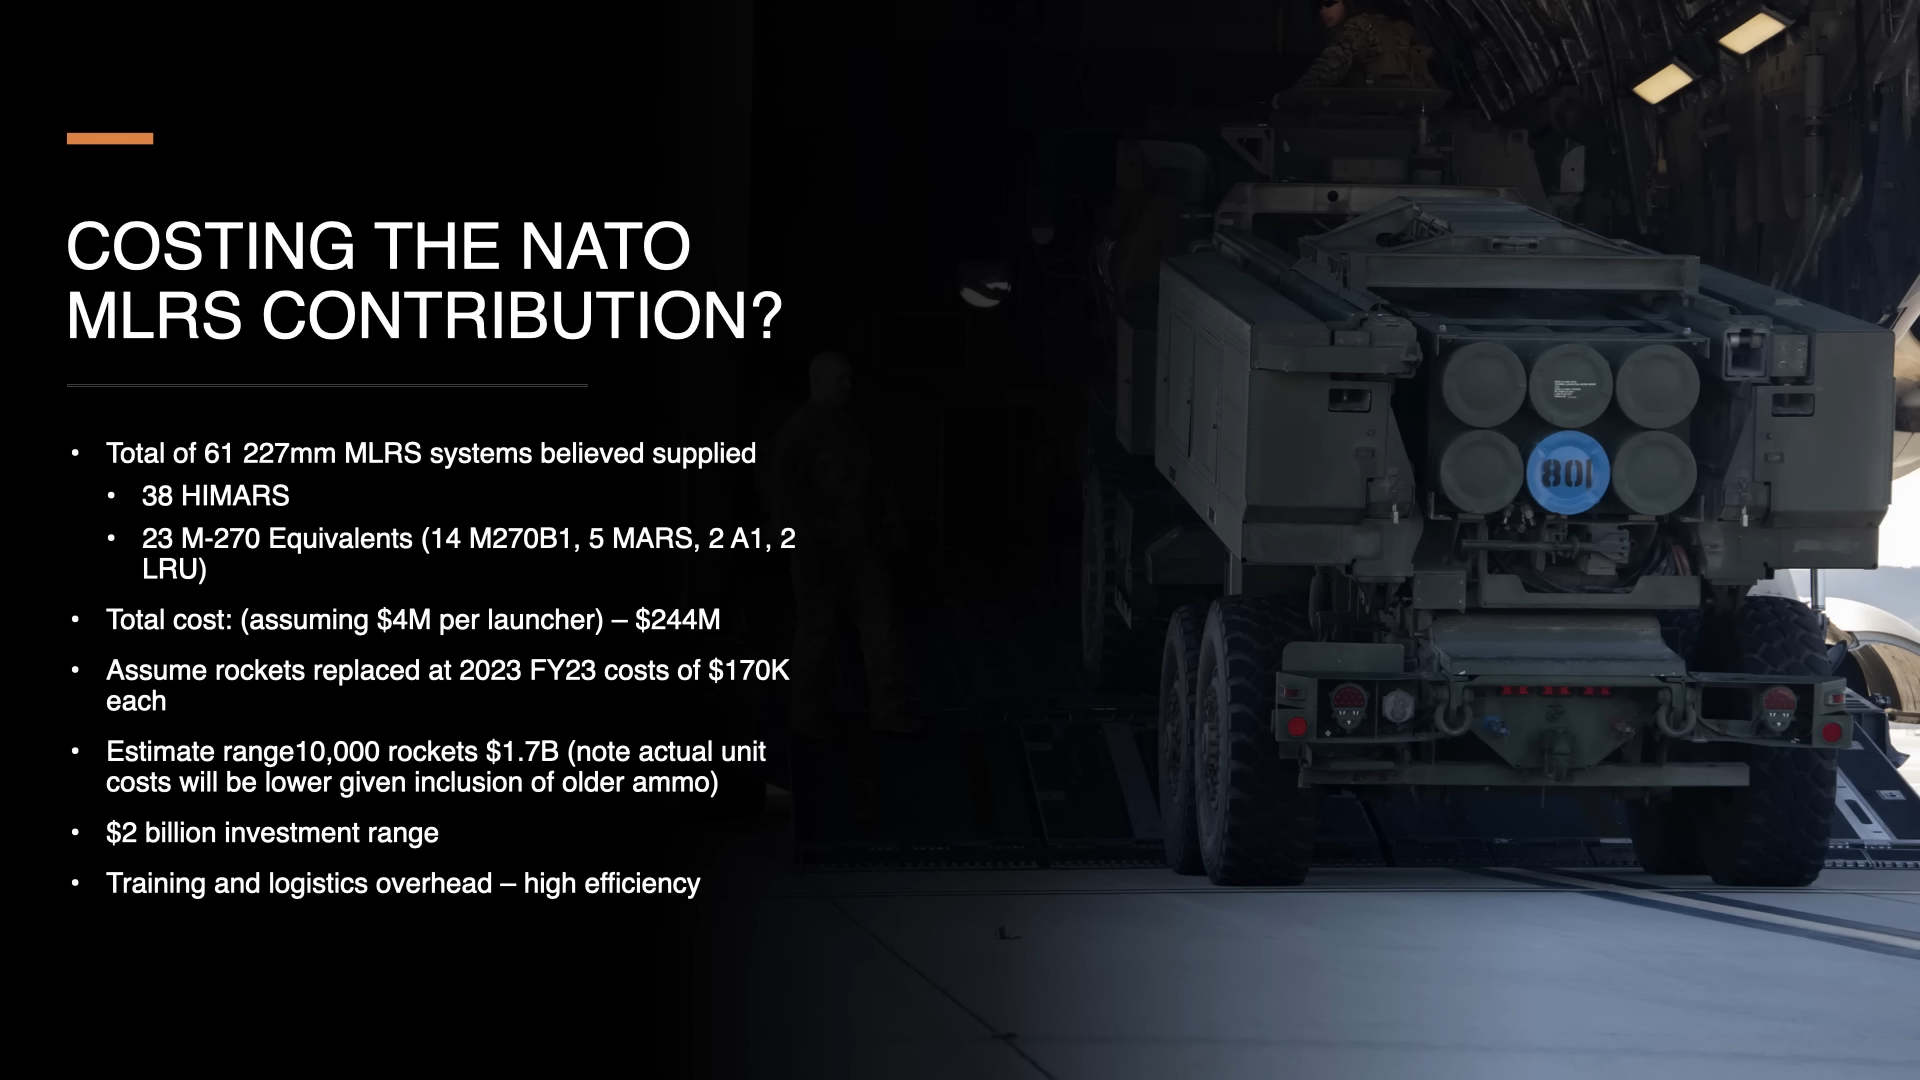 COSTING THE NATO
MLRS CONTRIBUTION?
• Total of 61 227mm MLRS systems believed supplied
• 38 HIMARS
• 23 M-270 Equivalents (14 M270B1, 5 MARS, 2 A1, 2
LRU)
• Total cost: (assuming $4M per launcher) – $244M
• Assume rockets replaced at 2023 FY23 costs of $170K
each
• Estimate range10,000 rockets $1.7B (note actual unit
costs will be lower given inclusion of older ammo)
• $2 billion investment range
• Training and logistics overhead – high efficiency
801